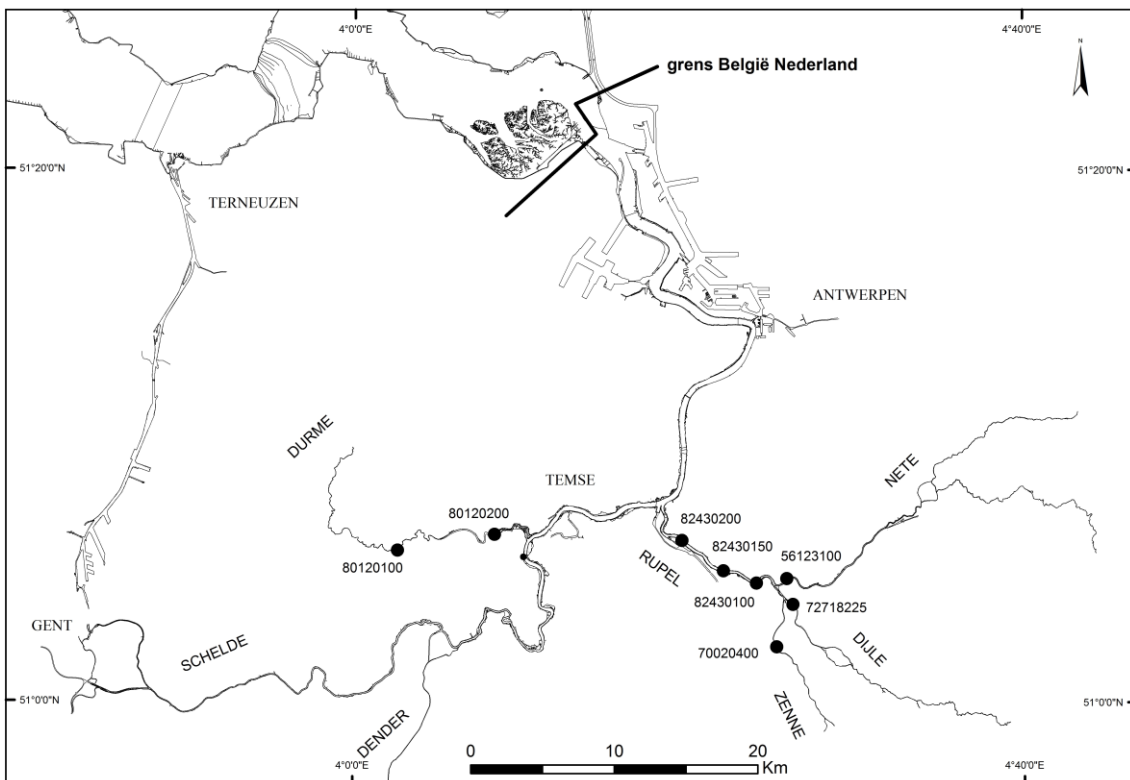 4°0'0"E
4°40'0"E
N
grens België Nederland
51°20'0"N
51°20'0"N
TERNEUZEN
ANTWERPEN
DURME
TEMSE
NETE
80120200
82430200
82430150
56123100
80120100
RUPEL
82430100
72718225
GENT
SCHELDE
70020400
DIJLE
ZENNE
51°0'0"N
51°0'0"N
DENDER
0
10
20
Km
4°0'0"E
4°40'0"E